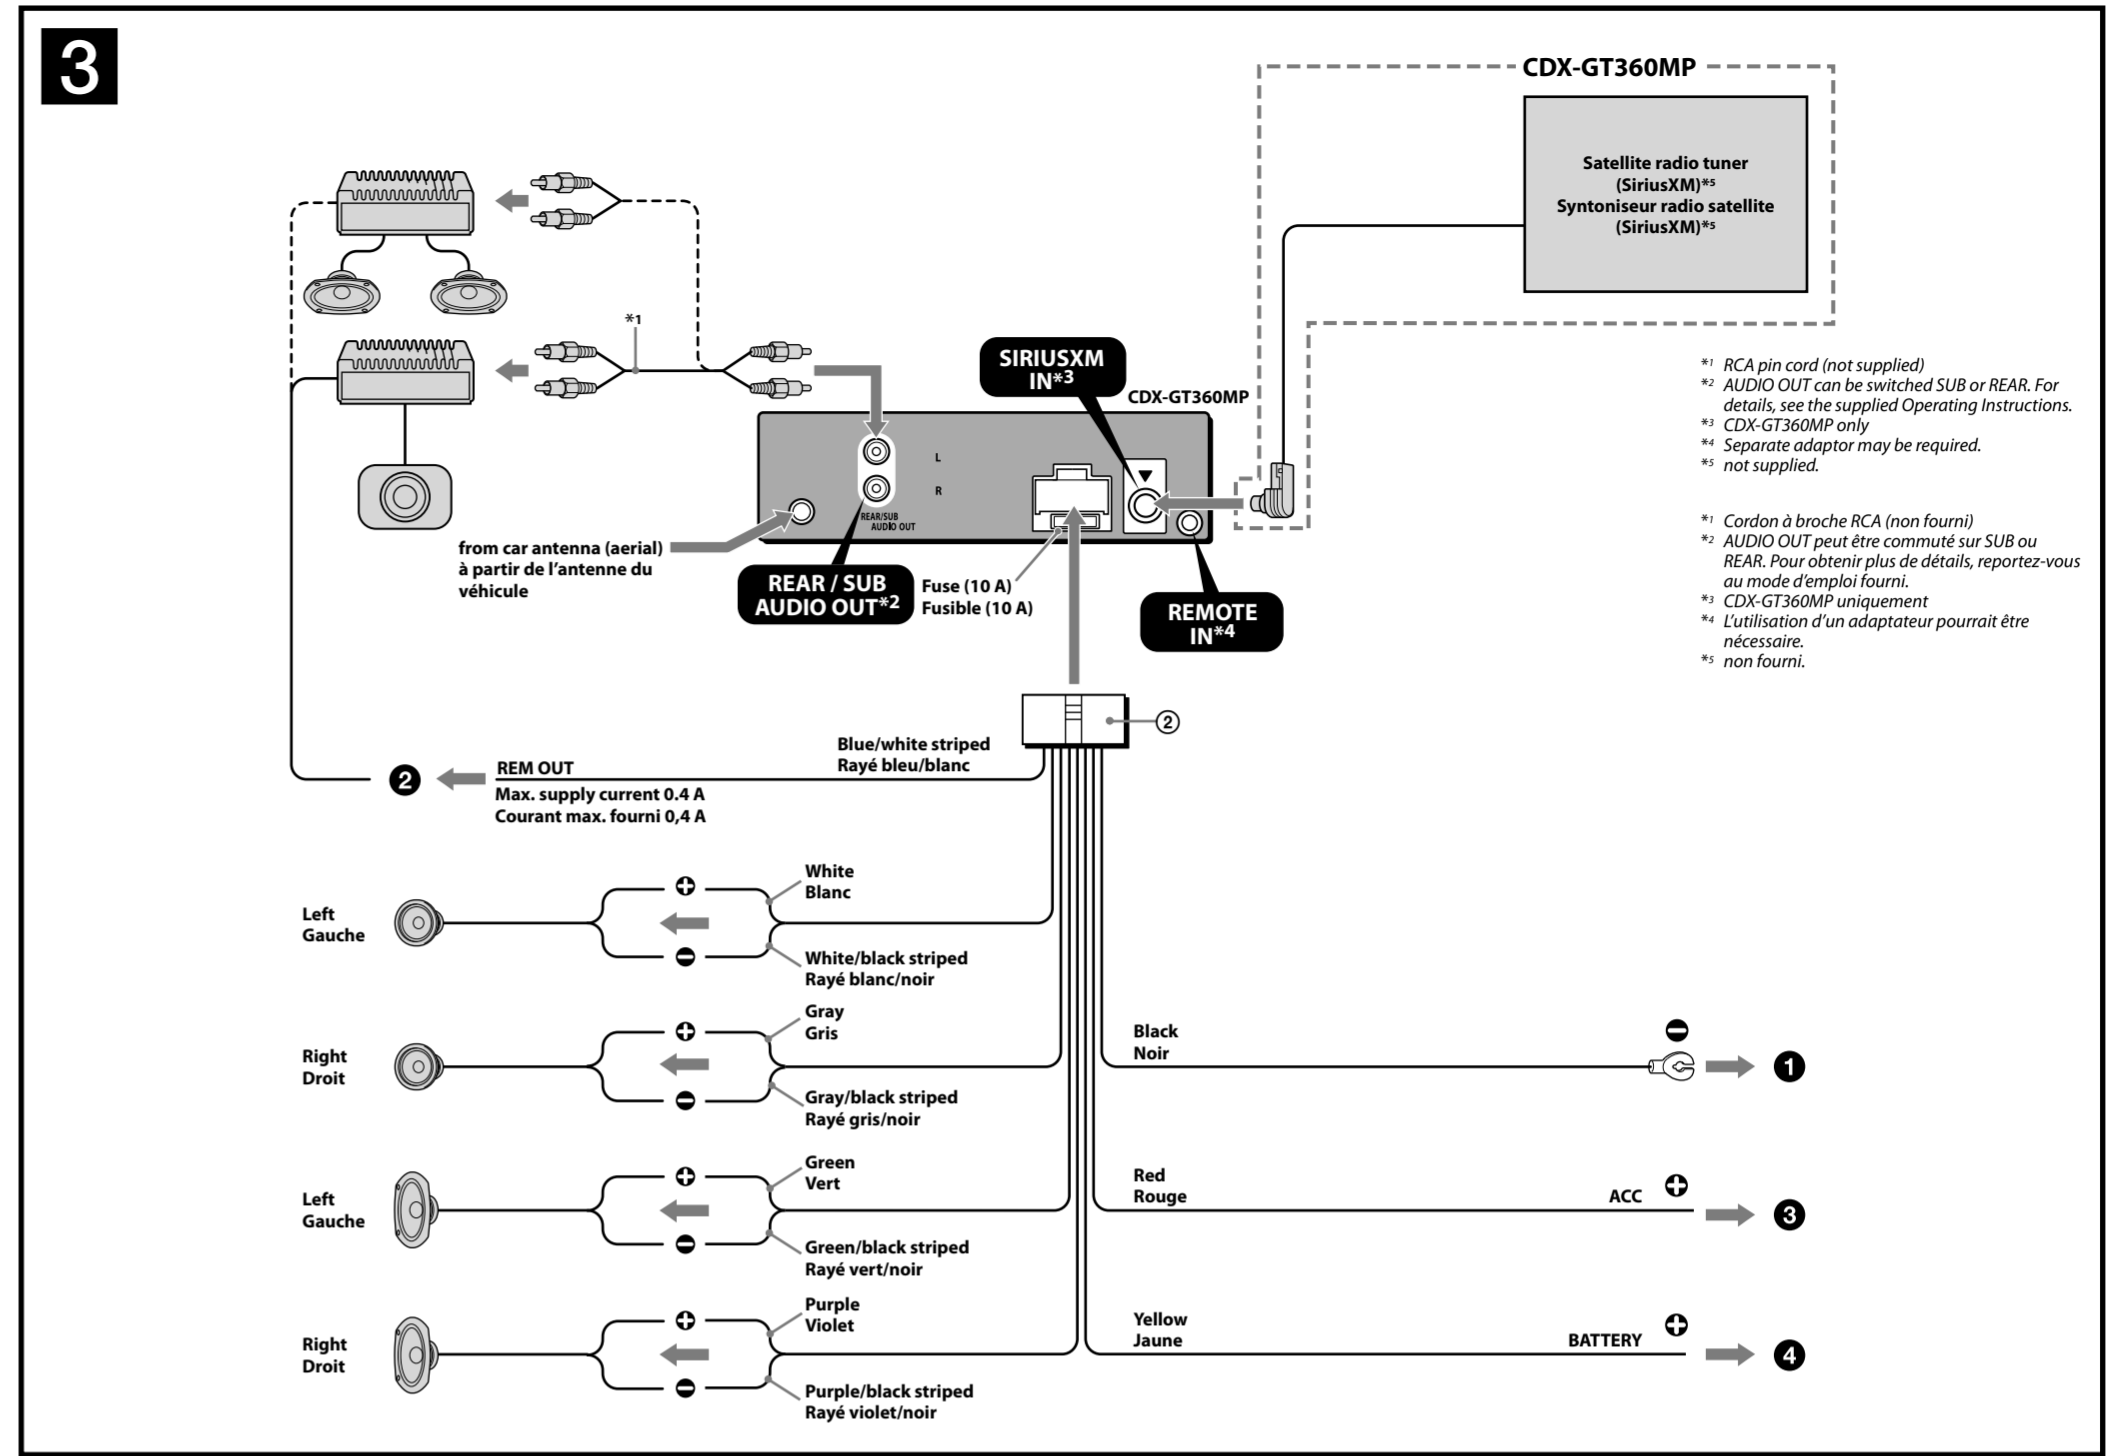 3
CDX-GT360MP
Satellite radio tuner
(SiriusXM)*5
Syntoniseur radio satellite
(SiriusXM)*5
*1
SIRIUSXM
IN*3
CDX-GT360MP
L
R
REAR/SUB
AUDIO OUT
from car antenna (aerial)
à partir de l'antenne du
véhicule
REAR / SUB
AUDIO OUT*2
Fuse (10 A)
Fusible (10 A)
REMOTE
IN*4
*1 RCA pin cord (not supplied)
*2 AUDIO OUT can be switched SUB or REAR. For
details, see the supplied Operating Instructions.
*3 CDX-GT360MP only
*4 Separate adaptor may be required.
*5 not supplied.
*1 Cordon à broche RCA (non fourni)
*2 AUDIO OUT peut être commuté sur SUB ou
REAR. Pour obtenir plus de détails, reportez-vous
au mode d'emploi fourni.
*3 CDX-GT360MP uniquement
*4 L'utilisation d'un adaptateur pourrait être
nécessaire.
*5 non fourni.
②
Blue/white striped
Rayé bleu/blanc
❷
REM OUT
Max. supply current 0.4 A
Courant max. fourni 0,4 A
Left
Gauche
+
−
White
Blanc
White/black striped
Rayé blanc/noir
Right
Droit
+
−
Gray
Gris
Gray/black striped
Rayé gris/noir
Left
Gauche
+
−
Green
Vert
Green/black striped
Rayé vert/noir
Right
Droit
+
−
Purple
Violet
Purple/black striped
Rayé violet/noir
Black
Noir
−
❶
Red
Rouge
ACC
+
❸
Yellow
Jaune
BATTERY
+
❹